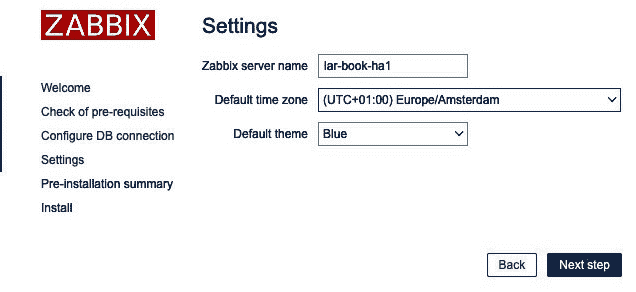 ZABBIX
Settings
Zabbix server name lar-book-ha1
Default time zone (UTC+01:00) Europe/Amsterdam
Default theme Blue
Welcome
Check of pre-requisites
Configure DB connection
Settings
Pre-installation summary
Install
Back Next step